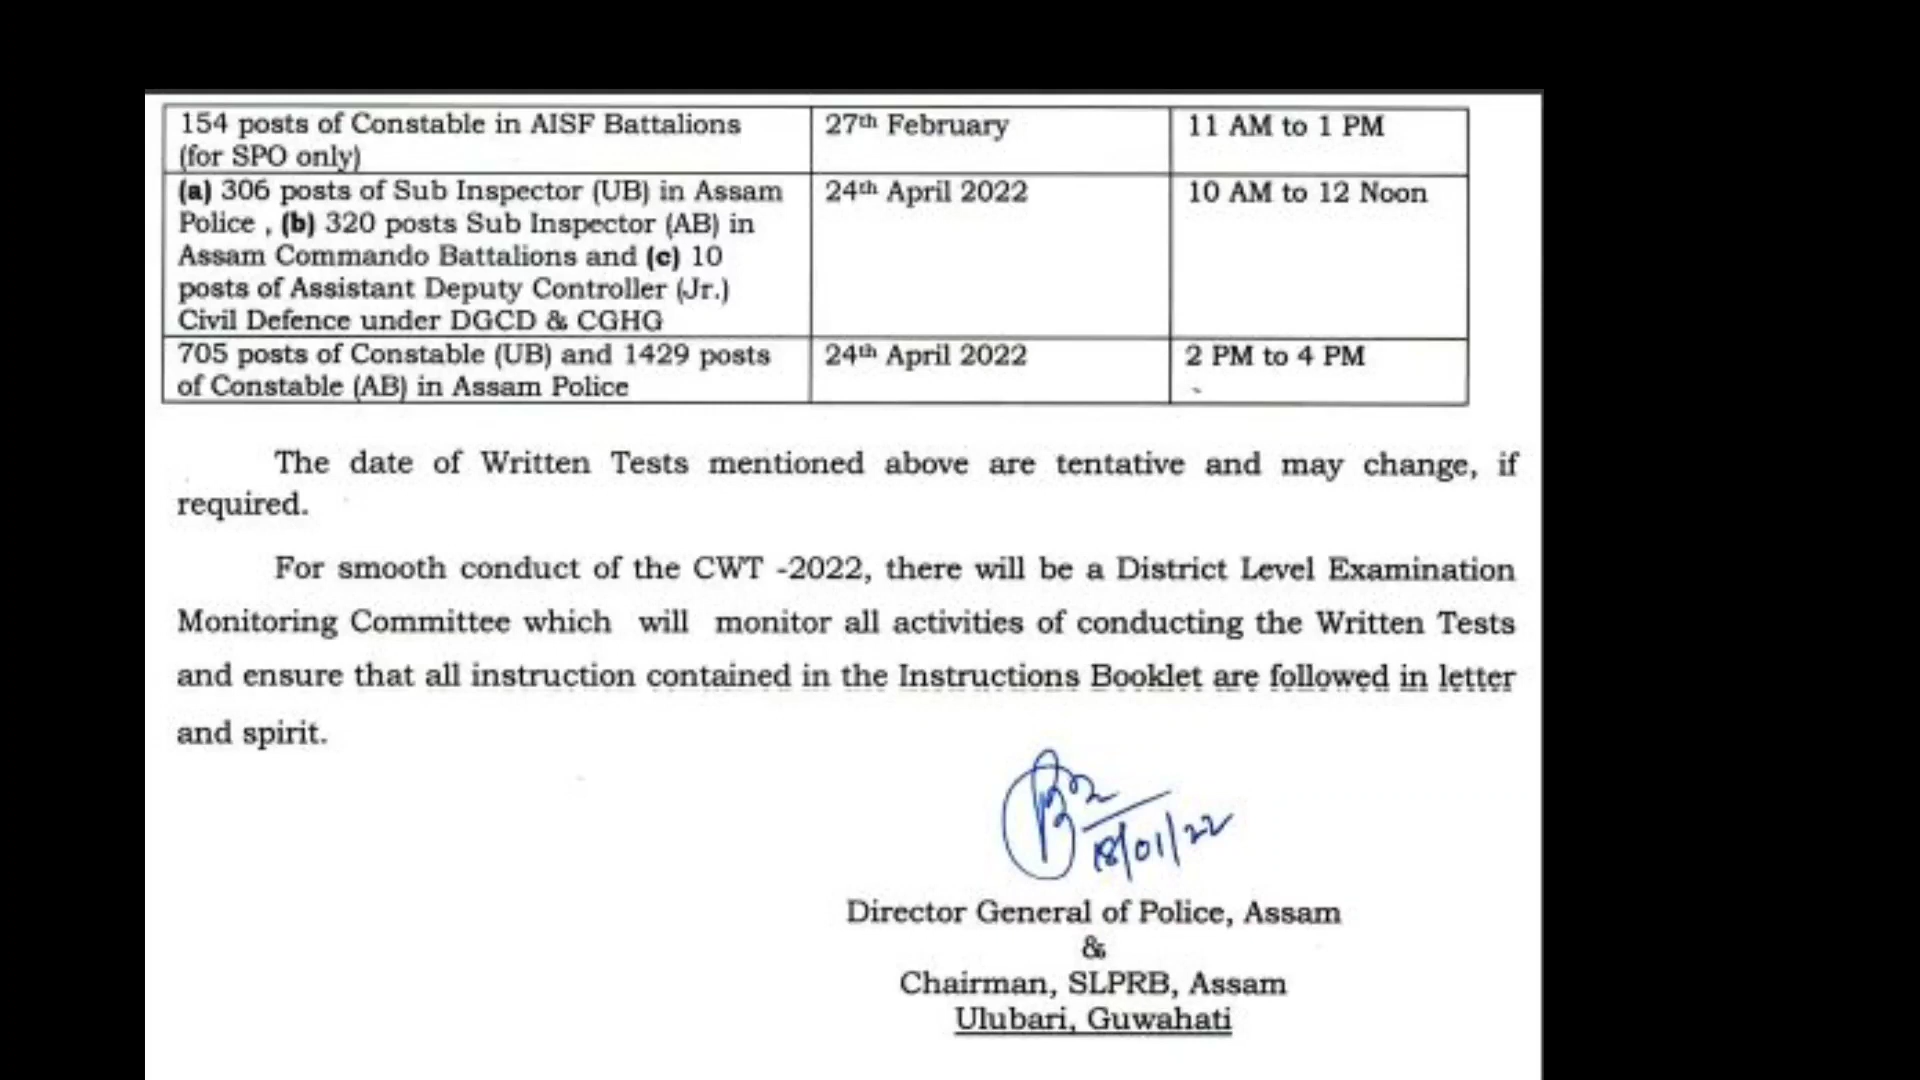 154 posts of Constable in AISF Battalions
(for SPO only)
27th February
11 AM to 1 PM
(a) 306 posts of Sub Inspector (UB) in Assam
Police , (b) 320 posts Sub Inspector (AB) in
Assam Commando Battalions and (c) 10
posts of Assistant Deputy Controller (Jr.)
Civil Defence under DGCD & CGHG
24th April 2022
10 AM to 12 Noon
705 posts of Constable (UB) and 1429 posts
of Constable (AB) in Assam Police
24th April 2022
2 PM to 4 PM
The date of Written Tests mentioned above are tentative and may change, if
required.
For smooth conduct of the CWT -2022, there will be a District Level Examination
Monitoring Committee which will monitor all activities of conducting the Written Tests
and ensure that all instruction contained in the Instructions Booklet are followed in letter
and spirit.
18/01/22
Director General of Police, Assam
&
Chairman, SLPRB, Assam
Ulubari, Guwahati